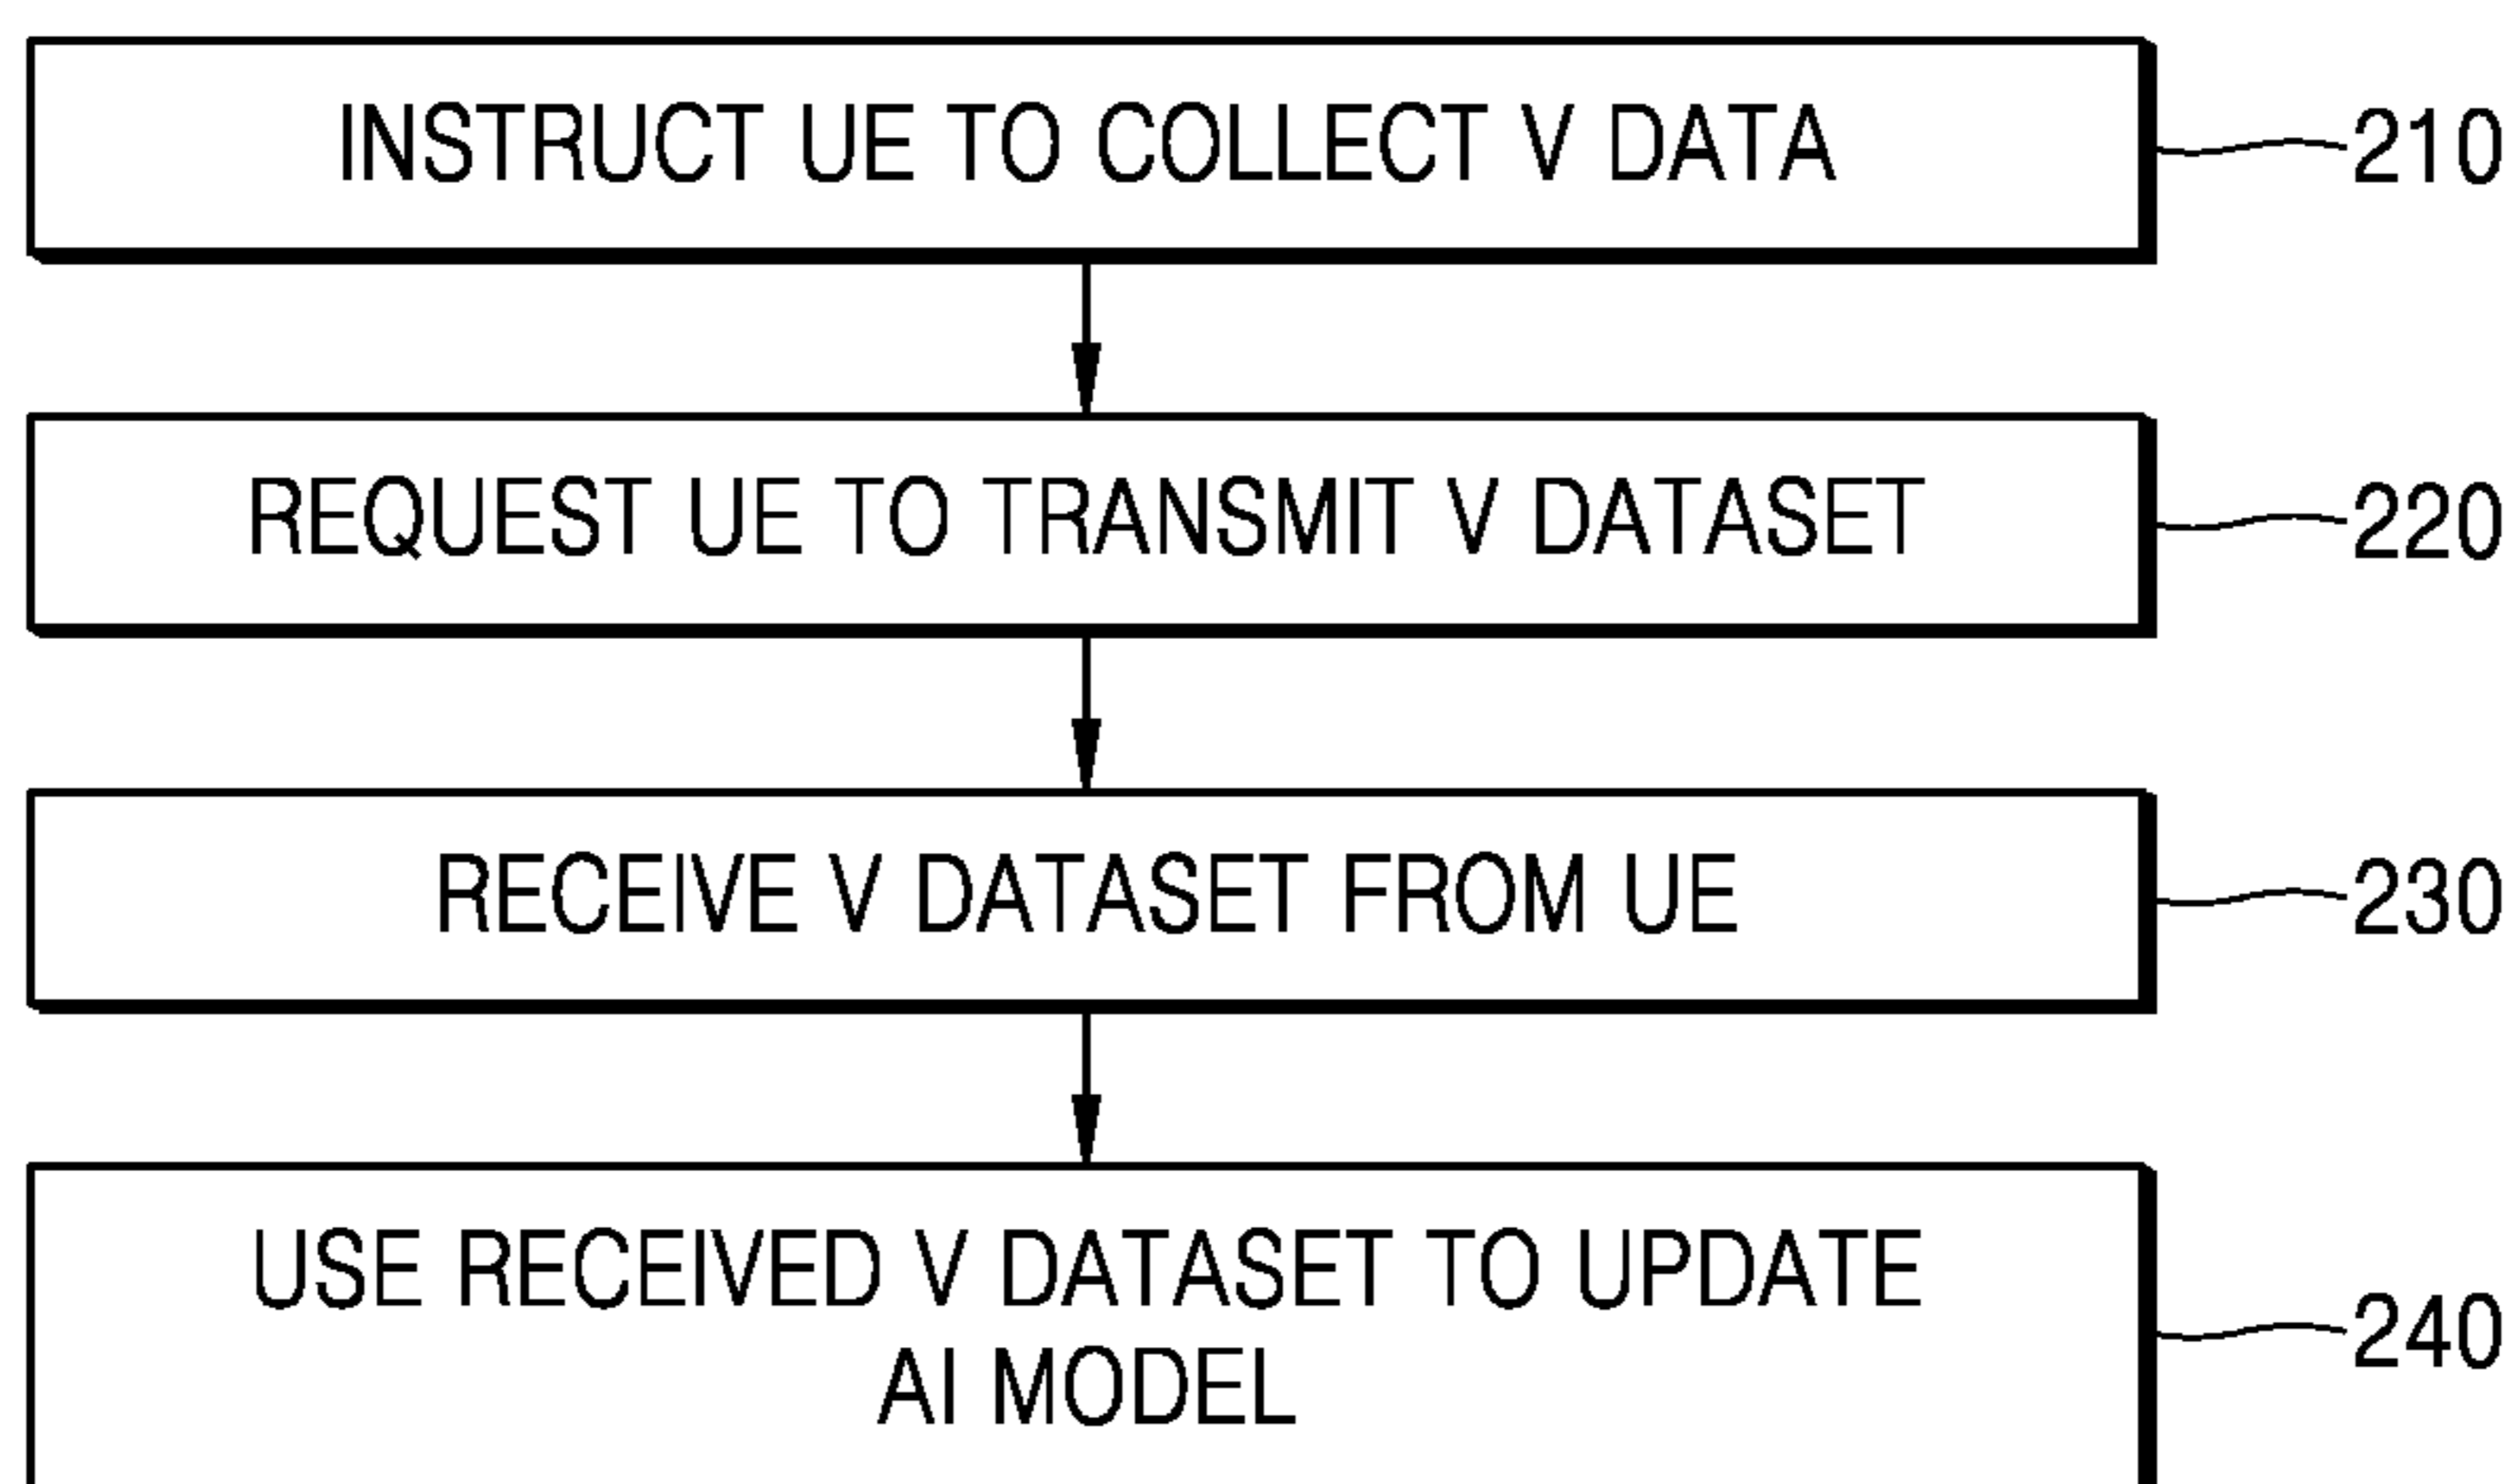 INSTRUCT UE TO COLLECT V DATA 210
REQUEST UE TO TRANSMIT V DATASET 220
RECEIVE V DATASET FROM UE 230
USE RECEIVED V DATASET TO UPDATE
AI MODEL
240